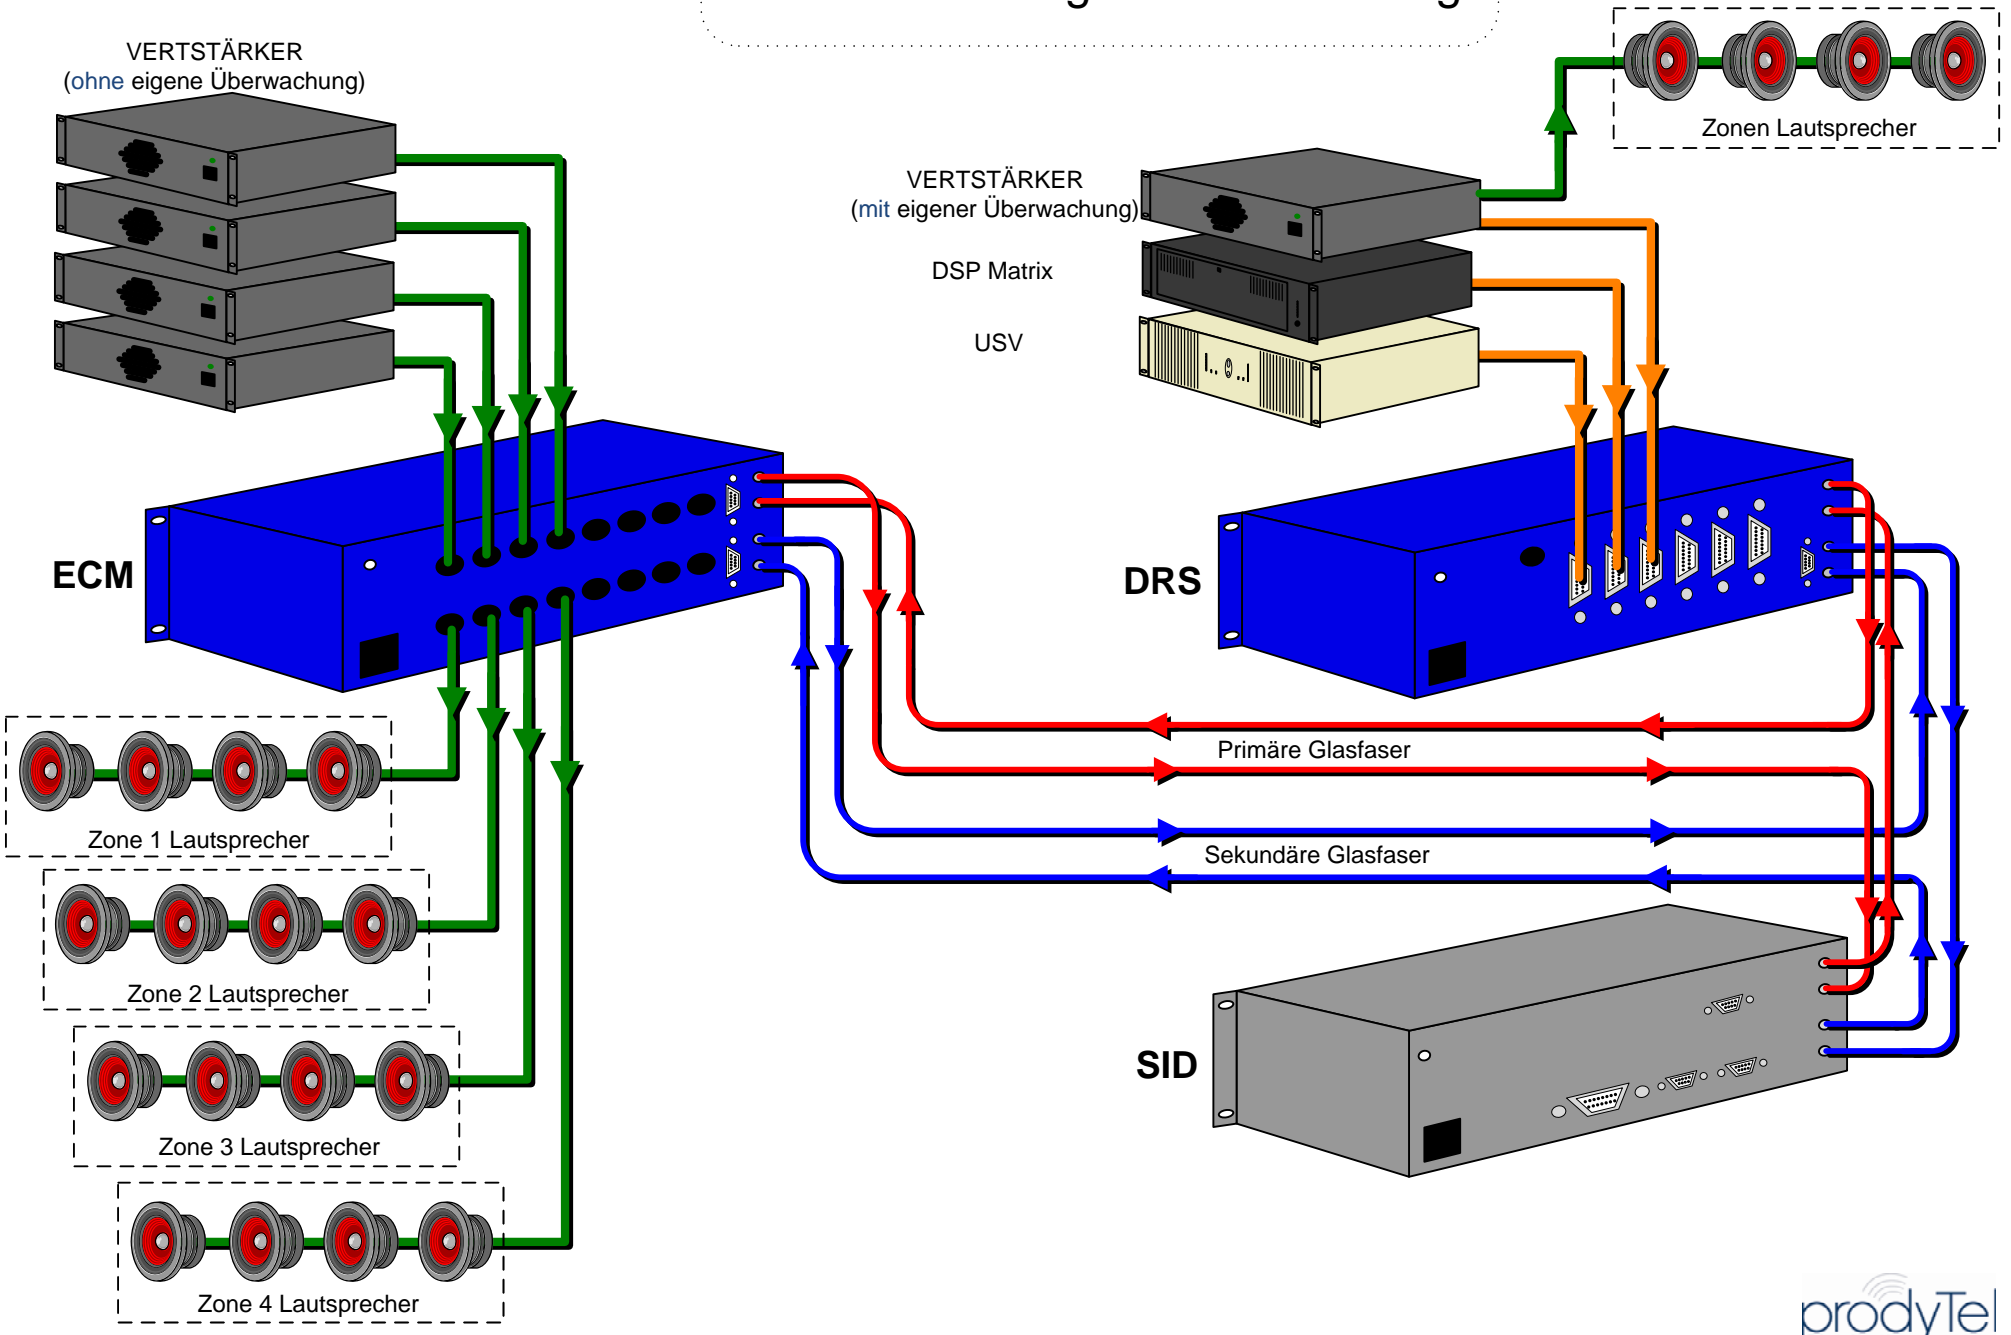 VERTSTÄRKER
(ohne eigene Überwachung)
Zonen Lautsprecher
VERTSTÄRKER
(mit eigener Überwachung)
DSP Matrix
USV
ECM
DRS
Primäre Glasfaser
Sekundäre Glasfaser
Zone 1 Lautsprecher
Zone 2 Lautsprecher
SID
Zone 3 Lautsprecher
Zone 4 Lautsprecher
prodyTel